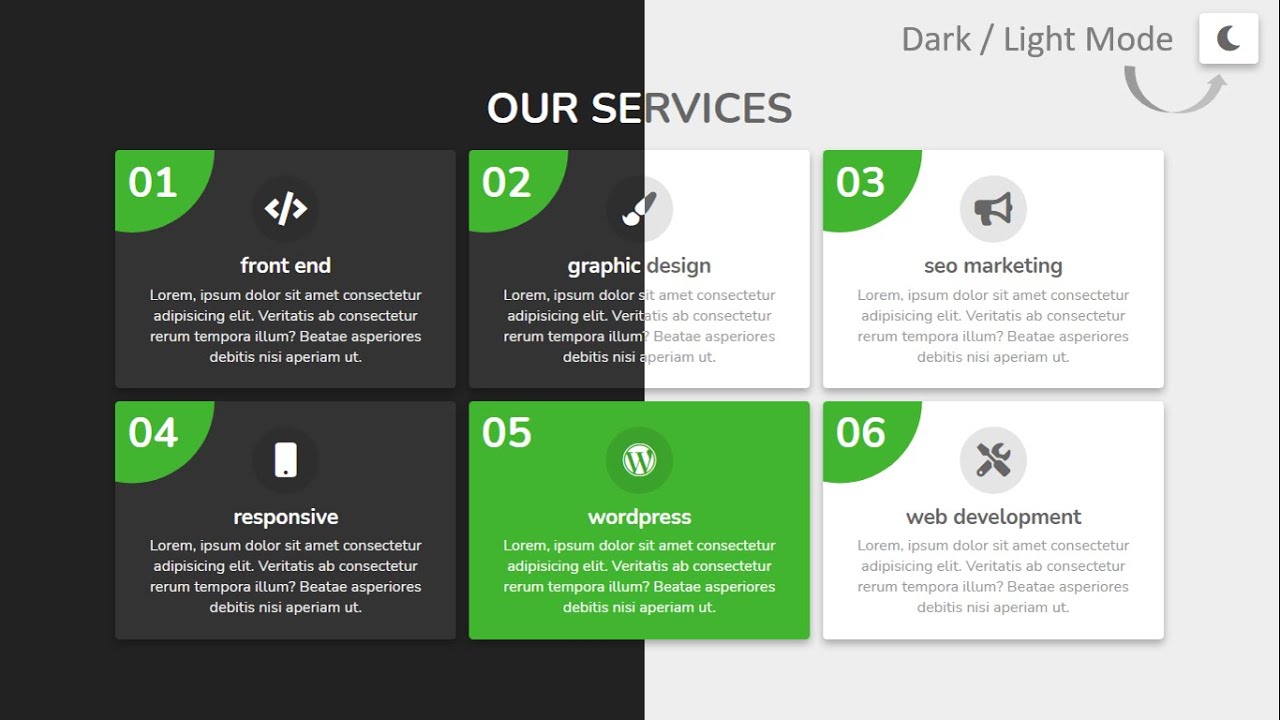 Dark / Light Mode
OUR SERVICES
01
front end
Lorem, ipsum dolor sit amet consectetur
adipisicing elit. Veritatis ab consectetur
rerum tempora illum? Beatae asperiores
debitis nisi aperiam ut.
02
graphic design
Lorem, ipsum dolor sit amet consectetur
adipisicing elit. Veritatis ab consectetur
rerum tempora illum? Beatae asperiores
debitis nisi aperiam ut.
03
seo marketing
Lorem, ipsum dolor sit amet consectetur
adipisicing elit. Veritatis ab consectetur
rerum tempora illum? Beatae asperiores
debitis nisi aperiam ut.
04
responsive
Lorem, ipsum dolor sit amet consectetur
adipisicing elit. Veritatis ab consectetur
rerum tempora illum? Beatae asperiores
debitis nisi aperiam ut.
05
wordpress
Lorem, ipsum dolor sit amet consectetur
adipisicing elit. Veritatis ab consectetur
rerum tempora illum? Beatae asperiores
debitis nisi aperiam ut.
06
web development
Lorem, ipsum dolor sit amet consectetur
adipisicing elit. Veritatis ab consectetur
rerum tempora illum? Beatae asperiores
debitis nisi aperiam ut.